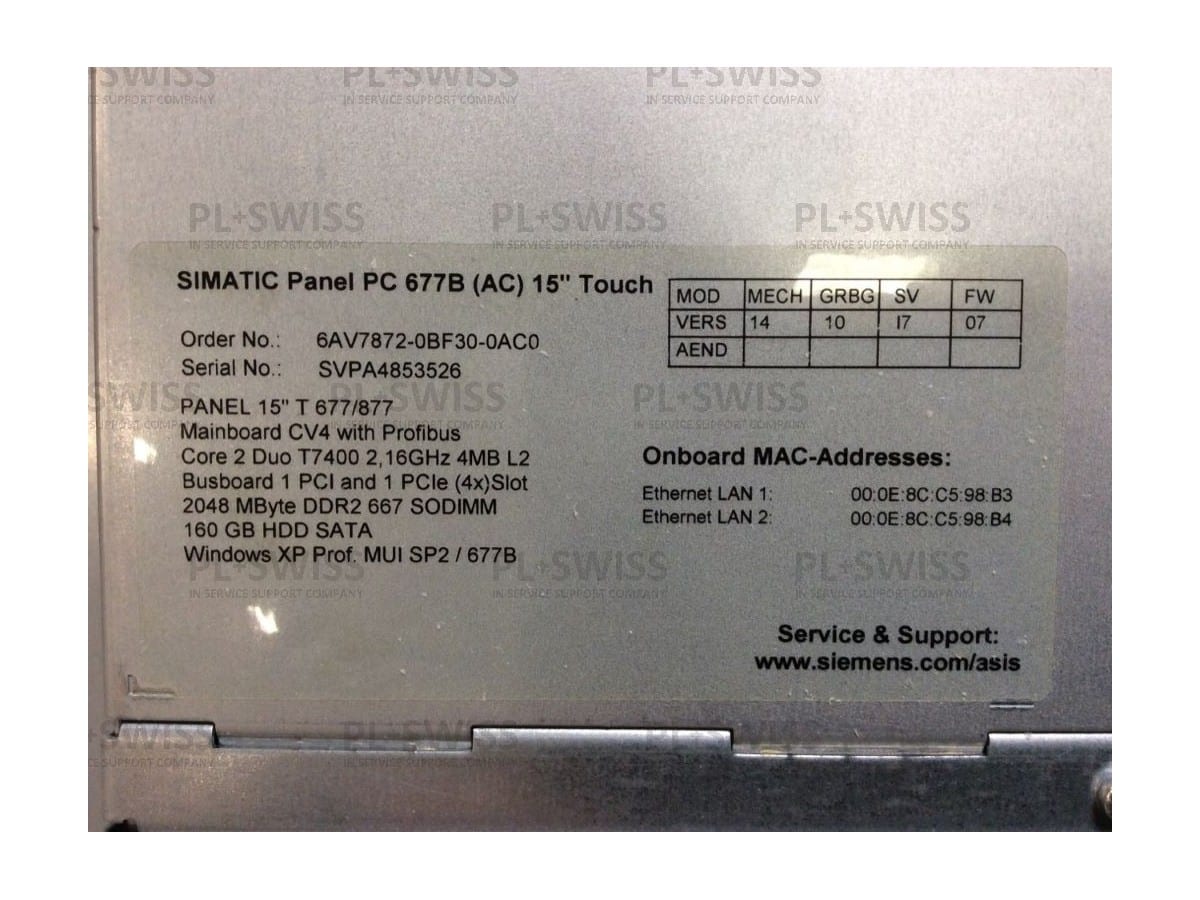 SIMATIC Panel PC 677B (AC) 15" Touch
MOD MECH GRBG SV FW
VERS 14 10 I7 07
AEND
Order No.: 6AV7872-0BF30-0AC0
Serial No.: SVPA4853526
PANEL 15" T 677/877
Mainboard CV4 with Profibus
Core 2 Duo T7400 2,16GHz 4MB L2
Busboard 1 PCI and 1 PCIe (4x)Slot
2048 MByte DDR2 667 SODIMM
160 GB HDD SATA
Windows XP Prof. MUI SP2 / 677B
Onboard MAC-Addresses:
Ethernet LAN 1: 00:0E:8C:C5:98:B3
Ethernet LAN 2: 00:0E:8C:C5:98:B4
Service & Support:
www.siemens.com/asis
PL+SWISS
IN SERVICE SUPPORT COMPANY